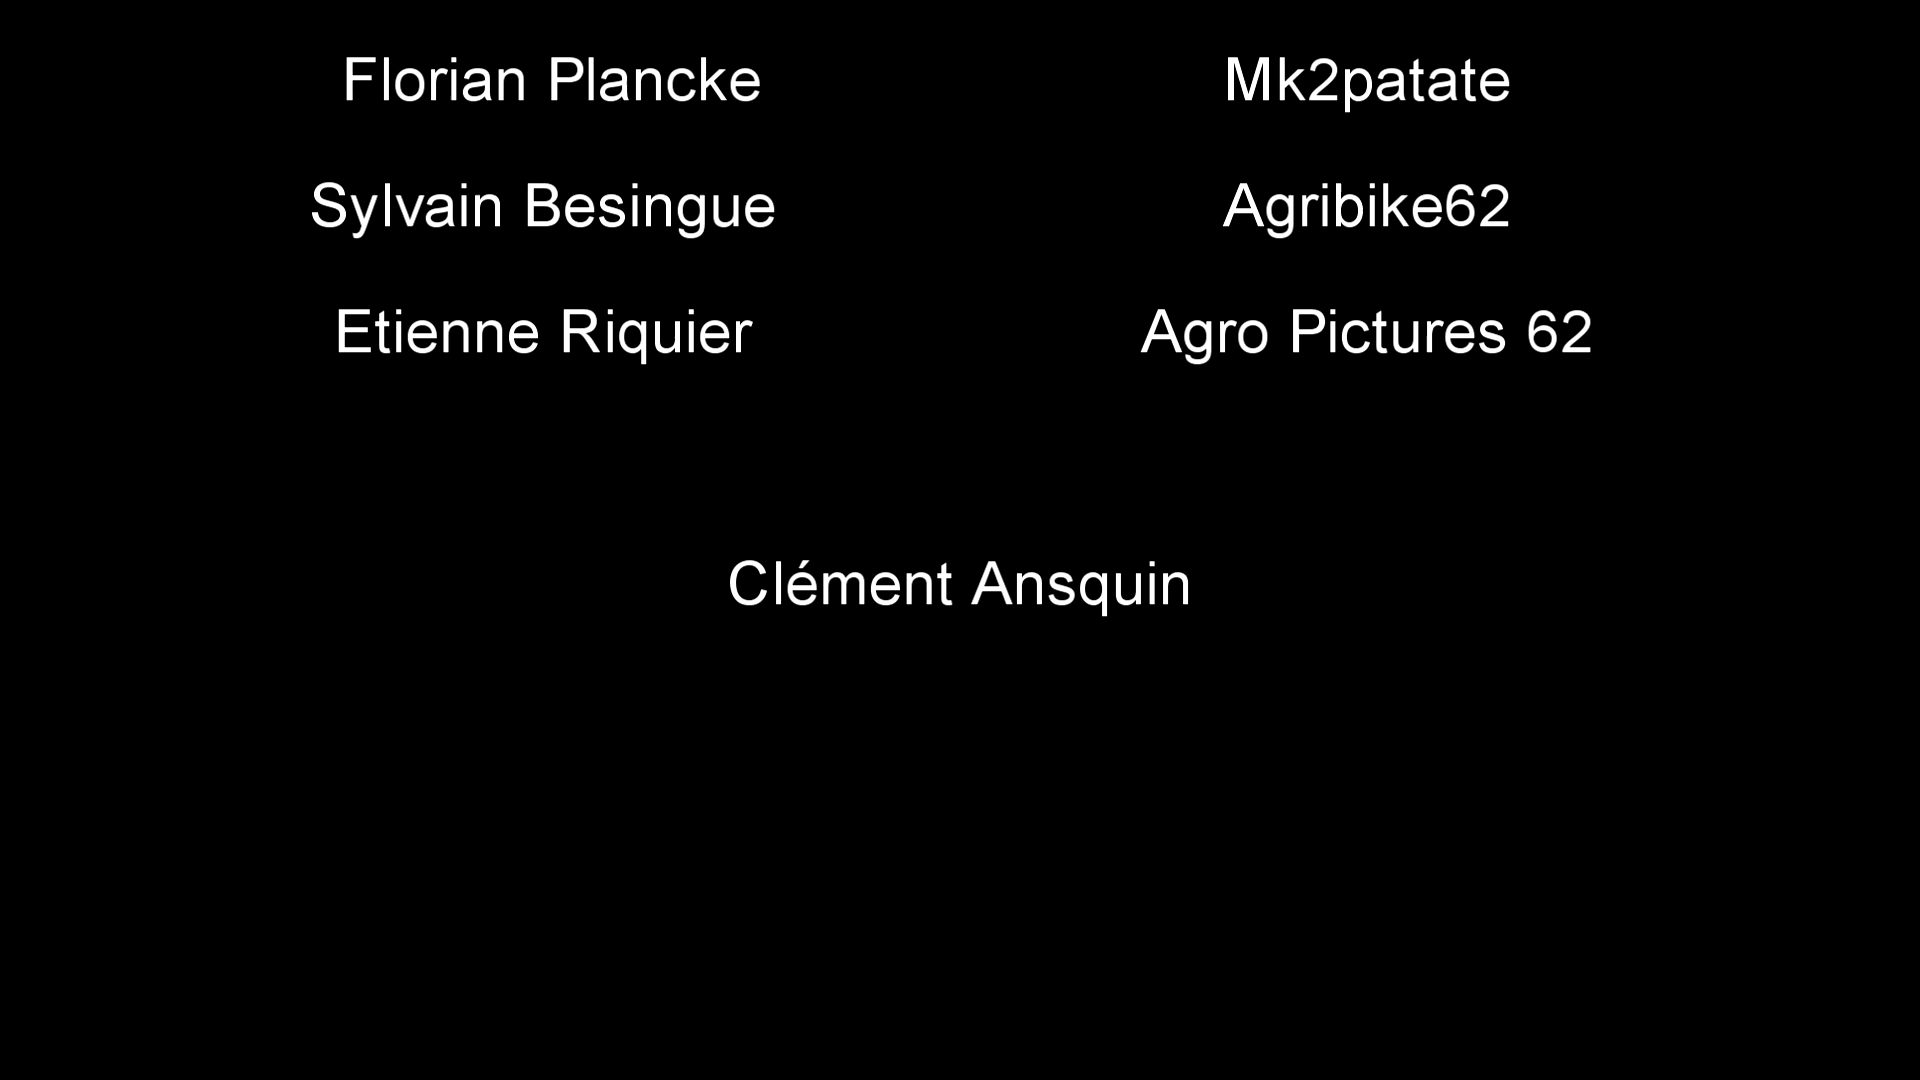 Florian Plancke Mk2patate
Sylvain Besingue Agribike62
Etienne Riquier Agro Pictures 62
Clément Ansquin